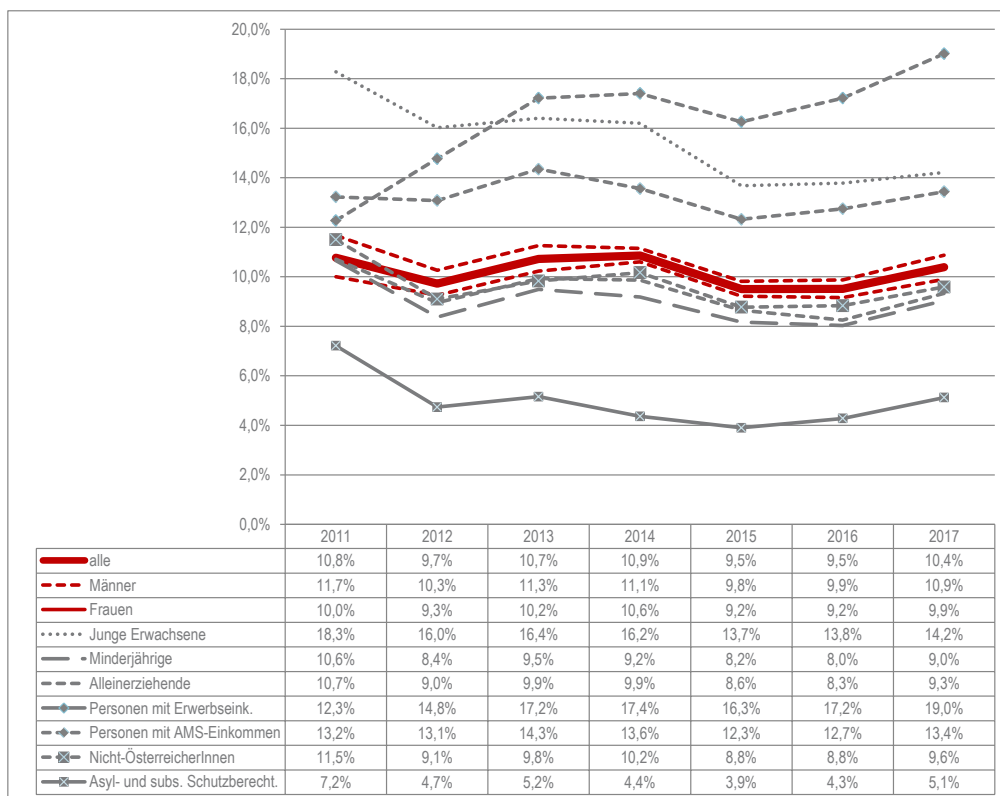 20,0%
18,0%
16,0%
14,0%
12,0%
10,0%
8,0%
6,0%
4,0%
2,0%
0,0%
2011 2012 2013 2014 2015 2016 2017
alle 10,8% 9,7% 10,7% 10,9% 9,5% 9,5% 10,4%
Männer 11,7% 10,3% 11,3% 11,1% 9,8% 9,9% 10,9%
Frauen 10,0% 9,3% 10,2% 10,6% 9,2% 9,2% 9,9%
Junge Erwachsene 18,3% 16,0% 16,4% 16,2% 13,7% 13,8% 14,2%
Minderjährige 10,6% 8,4% 9,5% 9,2% 8,2% 8,0% 9,0%
Alleinerziehende 10,7% 9,0% 9,9% 9,9% 8,6% 8,3% 9,3%
Personen mit Erwerbseink. 12,3% 14,8% 17,2% 17,4% 16,3% 17,2% 19,0%
Personen mit AMS-Einkommen 13,2% 13,1% 14,3% 13,6% 12,3% 12,7% 13,4%
Nicht-ÖsterreicherInnen 11,5% 9,1% 9,8% 10,2% 8,8% 8,8% 9,6%
Asyl- und subs. Schutzberecht. 7,2% 4,7% 5,2% 4,4% 3,9% 4,3% 5,1%